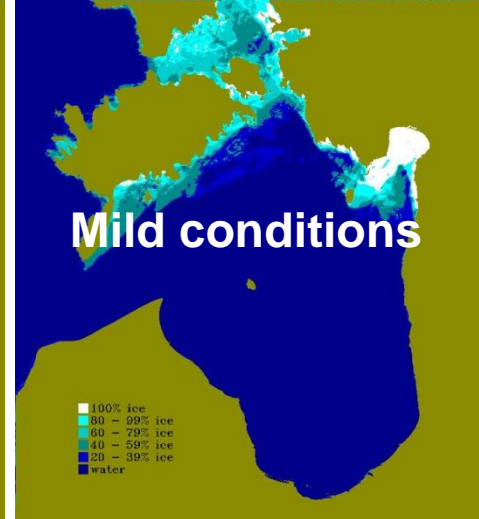 Mild conditions
100% ice
80 - 99% ice
60 - 79% ice
40 - 59% ice
20 - 39% ice
water